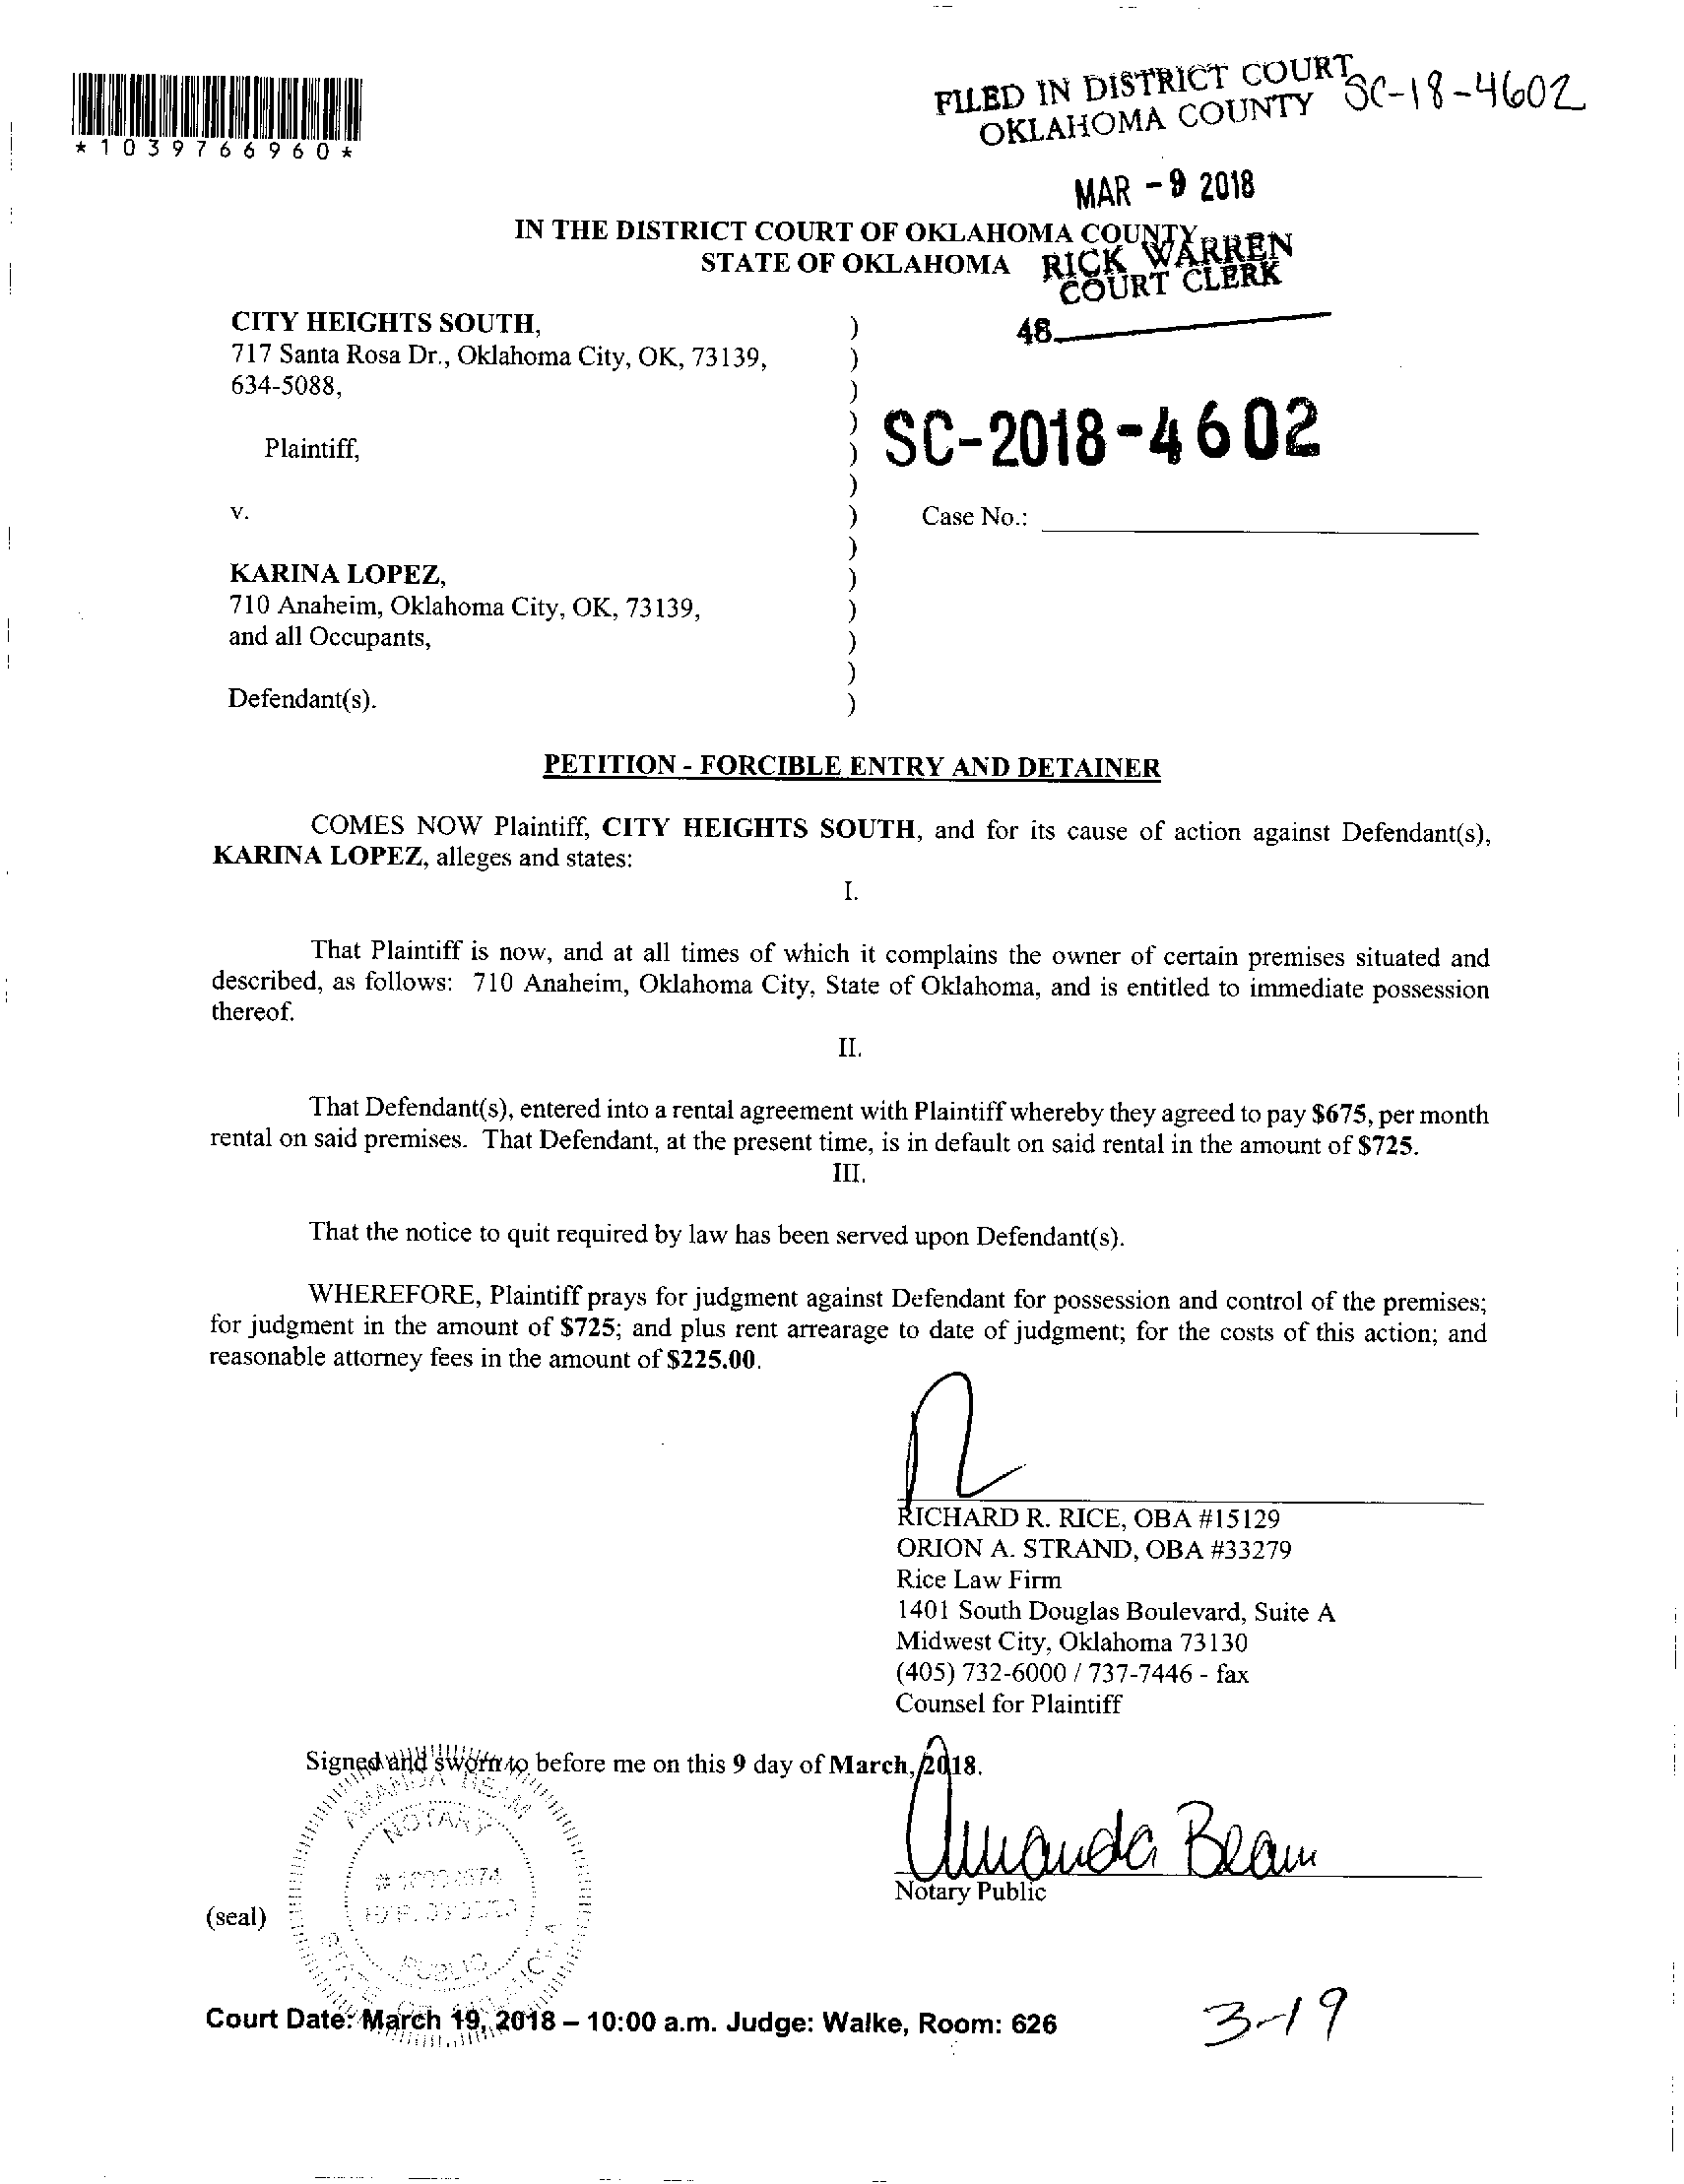 FILED IN DISTRICT COURT
OKLAHOMA COUNTY SC-18-4602
*1039766960*
MAR - 9 2018
IN THE DISTRICT COURT OF OKLAHOMA COUNTY
STATE OF OKLAHOMA
RICK WARREN
COURT CLERK
48
CITY HEIGHTS SOUTH, )
717 Santa Rosa Dr., Oklahoma City, OK, 73139, )
634-5088, )
)
Plaintiff, )
SC-2018-4602
)
v. ) Case No.:
)
KARINA LOPEZ, )
710 Anaheim, Oklahoma City, OK, 73139, )
and all Occupants, )
)
Defendant(s). )
PETITION - FORCIBLE ENTRY AND DETAINER
COMES NOW Plaintiff, CITY HEIGHTS SOUTH, and for its cause of action against Defendant(s),
KARINA LOPEZ, alleges and states:
I.
That Plaintiff is now, and at all times of which it complains the owner of certain premises situated and
described, as follows: 710 Anaheim, Oklahoma City, State of Oklahoma, and is entitled to immediate possession
thereof.
II.
That Defendant(s), entered into a rental agreement with Plaintiff whereby they agreed to pay $675, per month
rental on said premises. That Defendant, at the present time, is in default on said rental in the amount of $725.
III.
That the notice to quit required by law has been served upon Defendant(s).
WHEREFORE, Plaintiff prays for judgment against Defendant for possession and control of the premises;
for judgment in the amount of $725; and plus rent arrearage to date of judgment; for the costs of this action; and
reasonable attorney fees in the amount of $225.00.
RICHARD R. RICE, OBA #15129
ORION A. STRAND, OBA #33279
Rice Law Firm
1401 South Douglas Boulevard, Suite A
Midwest City, Oklahoma 73130
(405) 732-6000 / 737-7446 - fax
Counsel for Plaintiff
Signed and sworn to before me on this 9 day of March, 2018.
AMANDA BEAM
NOTARY
PUBLIC
Amanda Beam
Notary Public
(seal)
Court Date: March 19, 2018 – 10:00 a.m. Judge: Walke, Room: 626
3-19